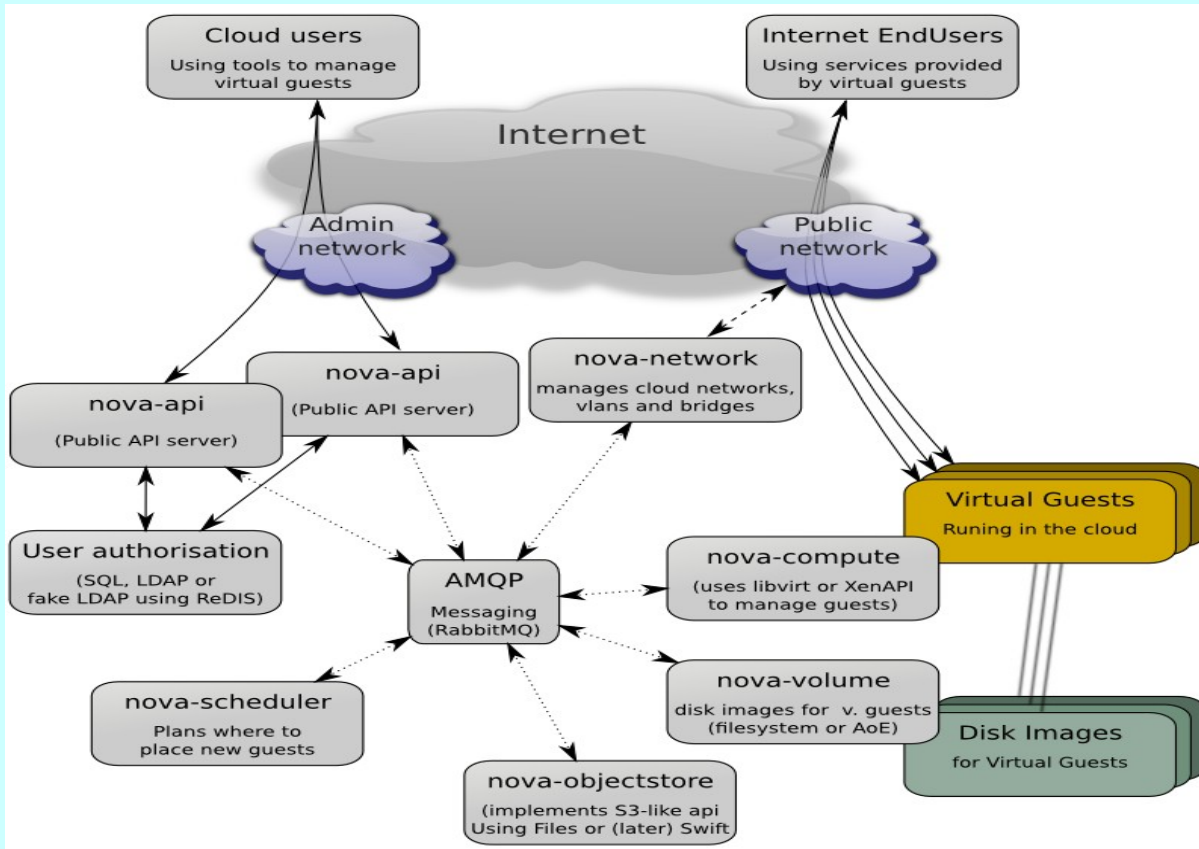 Cloud users
Using tools to manage
virtual guests
Internet EndUsers
Using services provided
by virtual guests
Internet
Admin
network
Public
network
nova-api
(Public API server)
nova-api
(Public API server)
nova-network
manages cloud networks,
vlans and bridges
User authorisation
(SQL, LDAP or
fake LDAP using ReDIS)
AMQP
Messaging
(RabbitMQ)
nova-compute
(uses libvirt or XenAPI
to manage guests)
Virtual Guests
Runing in the cloud
nova-scheduler
Plans where to
place new guests
nova-volume
disk images for v. guests
(filesystem or AoE)
Disk Images
for Virtual Guests
nova-objectstore
(implements S3-like api
Using Files or (later) Swift